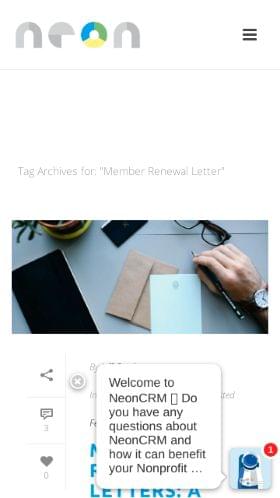 neon
Tag Archives for: "Member Renewal Letter"
3
0
Welcome to
NeonCRM ▯ Do
you have any
questions about
NeonCRM and
how it can benefit
your Nonprofit ...
1
LETTERS: A